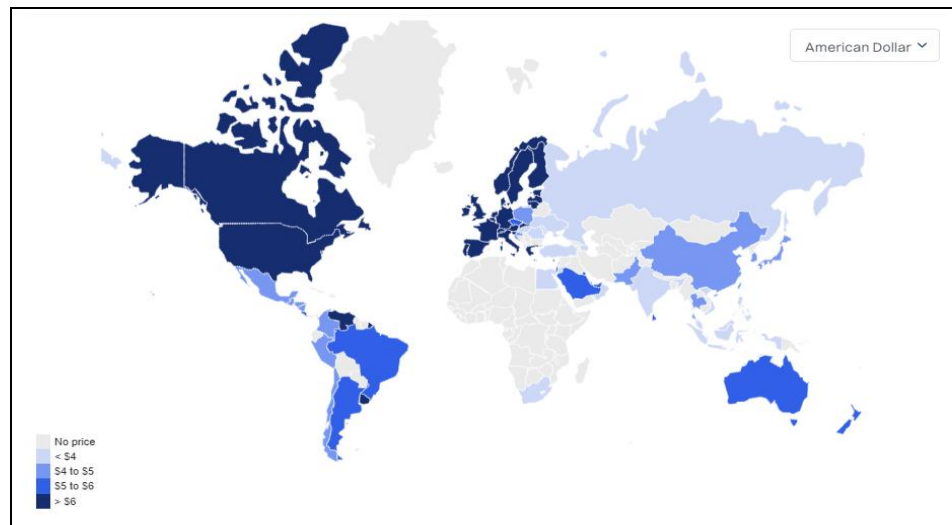 American Dollar
No price
< $4
$4 to $5
$5 to $6
> $6